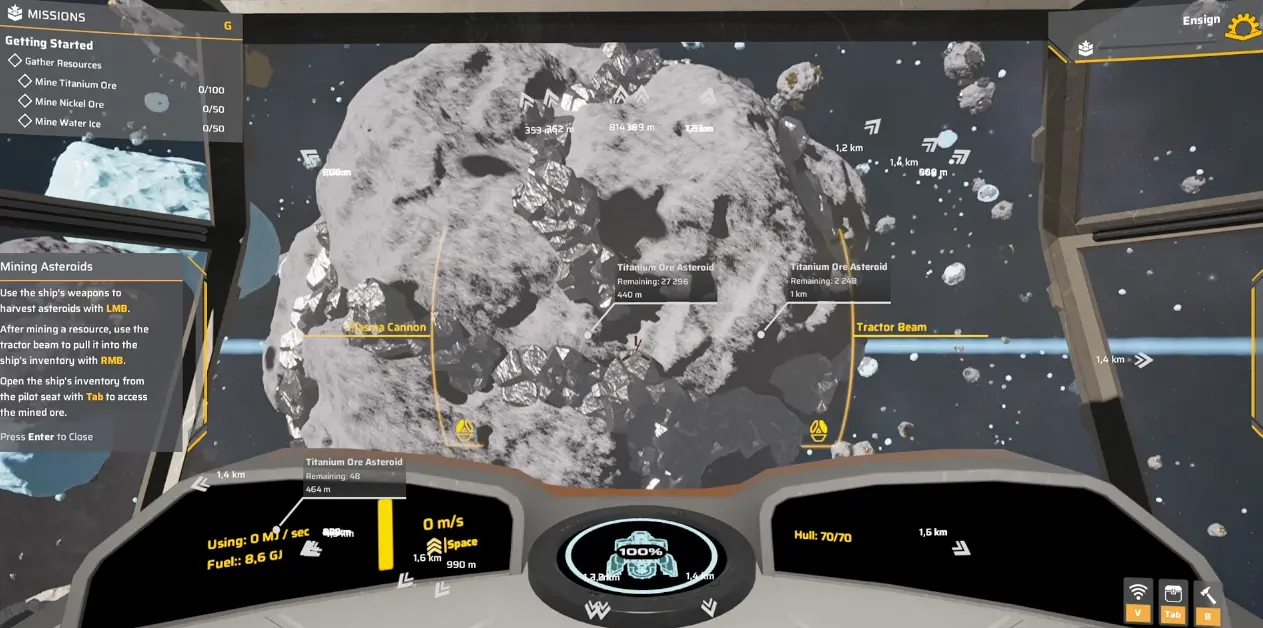 MISSIONS
G
Getting Started
Gather Resources
Mine Titanium Ore 0/100
Mine Nickel Ore 0/50
Mine Water Ice 0/50
Ensign
353 m
352 m
1,2 km
1,4 km
Mining Asteroids
Use the ship's weapons to
harvest asteroids with LMB.
After mining a resource, use the
tractor beam to pull it into the
ship's inventory with RMB.
Open the ship's inventory from
the pilot seat with Tab to access
the mined ore.
Press Enter to Close
Titanium Ore Asteroid
Remaining: 27 296
440 m
Titanium Ore Asteroid
Remaining: 2 248
1 km
Plasma Cannon
Tractor Beam
1,4 km
1,4 km
Titanium Ore Asteroid
Remaining: 48
464 m
Using: 0 MJ / sec
Fuel:: 8,6 GJ
0 m/s
Space
1,6 km
990 m
100%
1,4 km
Hull: 70/70
1,6 km
V
Tab
B